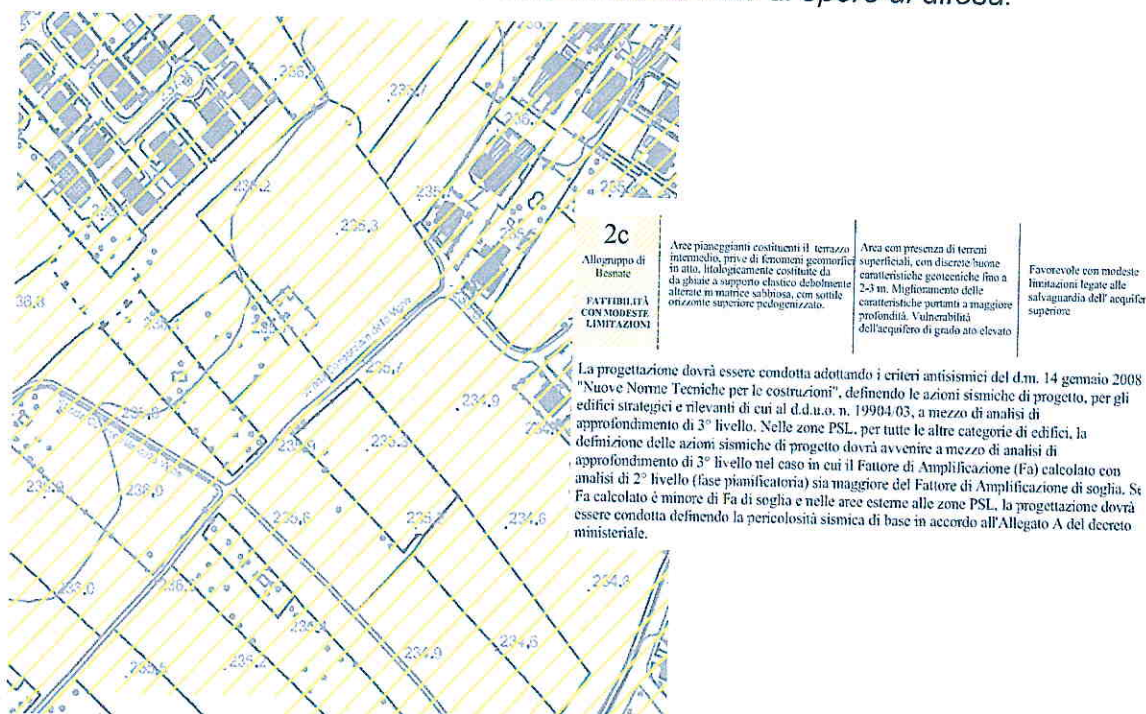 di opere di difesa.
235,3
234,9
234,6
234,9
234,6
2c
Allogruppo di
Besnate
FATTIBILITÀ
CON MODESTE
LIMITAZIONI
Aree pianeggianti costituenti il terrazzo
intermedio, prive di fenomeni geomorfici
in atto, litologicamente costituite da
da ghiaie a supporto clastico debolmente
alterate in matrice sabbiosa, con sottile
orizzonte superiore pedogenizzato.
Area con presenza di terreni
superficiali, con discrete buone
caratteristiche geotecniche fino a
2-3 m. Miglioramento delle
caratteristiche portanti a maggiore
profondità. Vulnerabilità
dell'acquifero di grado ato elevato
Favorevole con modeste
limitazioni legate alle
salvaguardia dell' acquifer
superiore
La progettazione dovrà essere condotta adottando i criteri antisismici del d.m. 14 gennaio 2008
"Nuove Norme Tecniche per le costruzioni", definendo le azioni sismiche di progetto, per gli
edifici strategici e rilevanti di cui al d.d.u.o. n. 19904/03, a mezzo di analisi di
approfondimento di 3° livello. Nelle zone PSL, per tutte le altre categorie di edifici, la
definizione delle azioni sismiche di progetto dovrà avvenire a mezzo di analisi di
approfondimento di 3° livello nel caso in cui il Fattore di Amplificazione (Fa) calcolato con
analisi di 2° livello (fase pianificatoria) sia maggiore del Fattore di Amplificazione di soglia. Se
Fa calcolato è minore di Fa di soglia e nelle aree esterne alle zone PSL, la progettazione dovrà
essere condotta definendo la pericolosità sismica di base in accordo all'Allegato A del decreto
ministeriale.